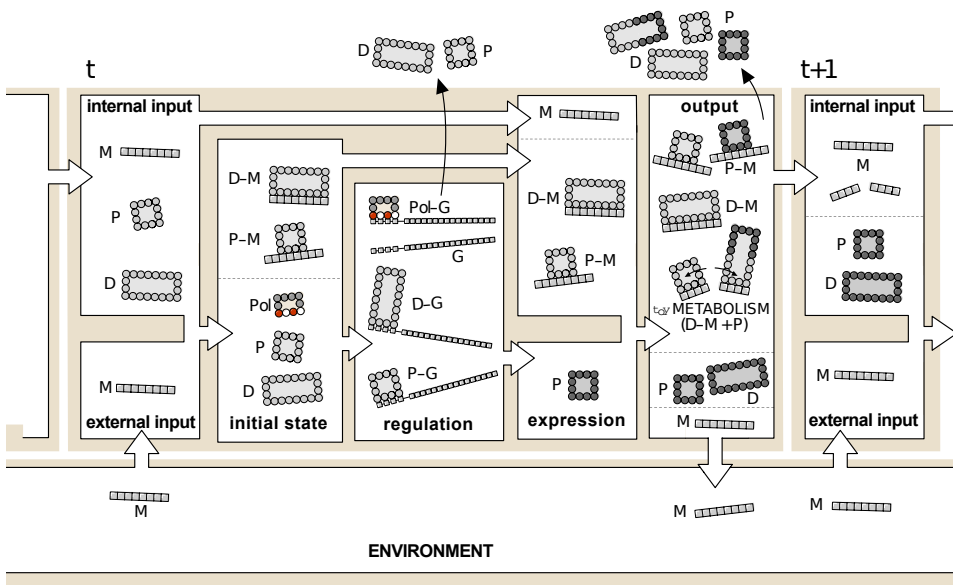 t
internal input
M
P
D
M
external input
D–M
P–M
Pol
P
D
initial state
D
P
Pol–G
G
D–G
P–G
regulation
M
D–M
P–M
P
expression
P
D
output
P–M
D–M
METABOLISM
(D–M +P)
P
D
M
t+1
internal input
M
P
D
M
external input
M
M
M
ENVIRONMENT